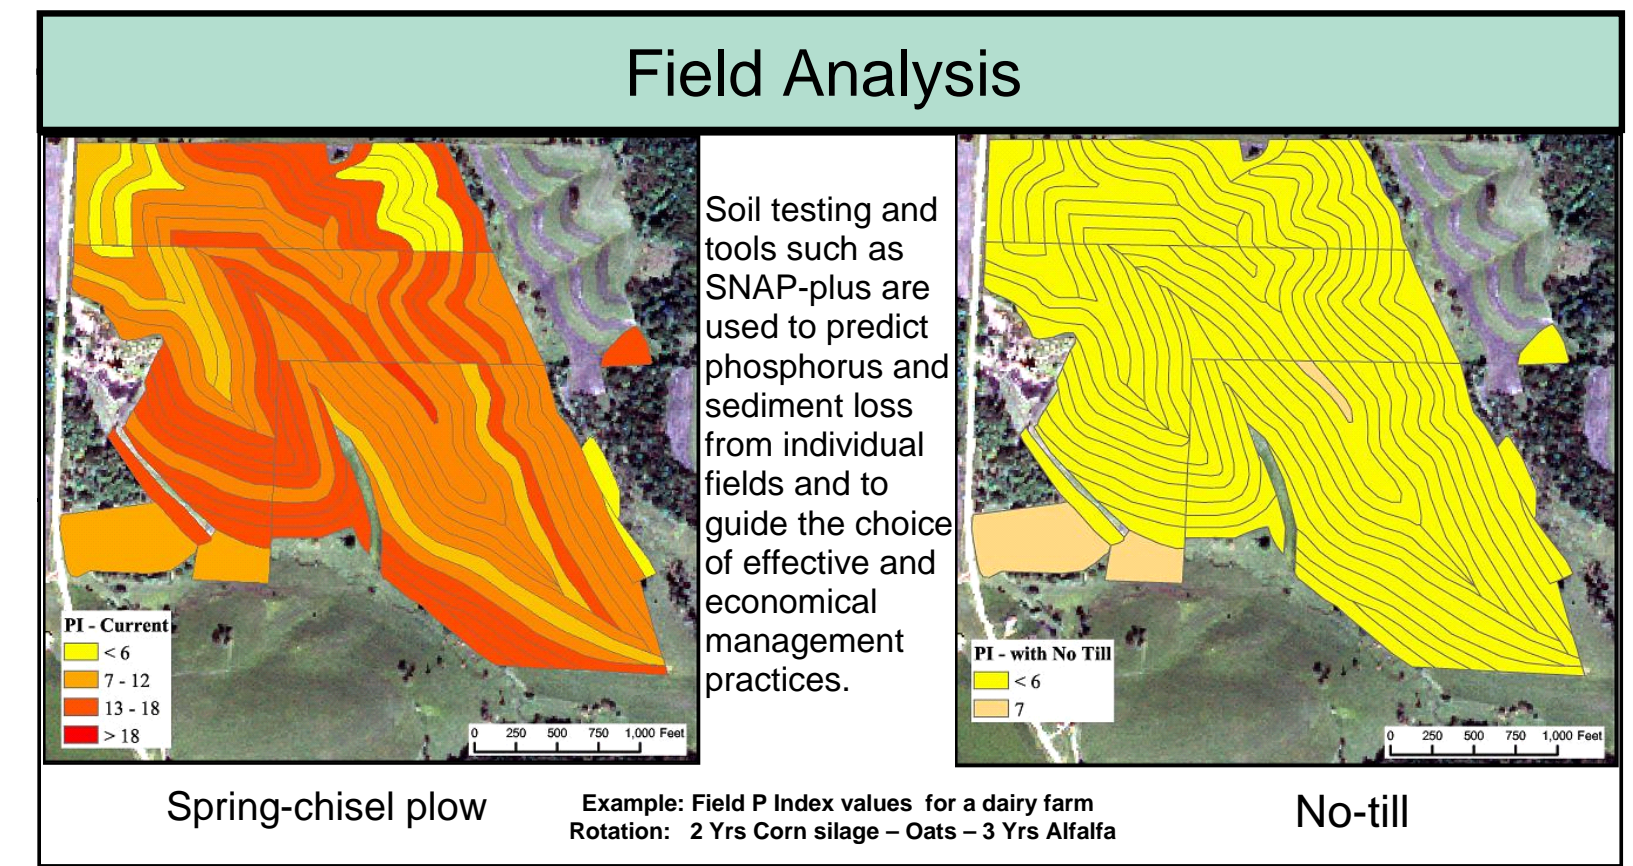 Field Analysis
Soil testing and
tools such as
SNAP-plus are
used to predict
phosphorus and
sediment loss
from individual
fields and to
guide the choice
of effective and
economical
management
practices.
PI - Current
< 6
7 - 12
13 - 18
> 18
0 250 500 750 1,000 Feet
PI - with No Till
< 6
7
0 250 500 750 1,000 Feet
Spring-chisel plow
Example: Field P Index values for a dairy farm
Rotation: 2 Yrs Corn silage – Oats – 3 Yrs Alfalfa
No-till